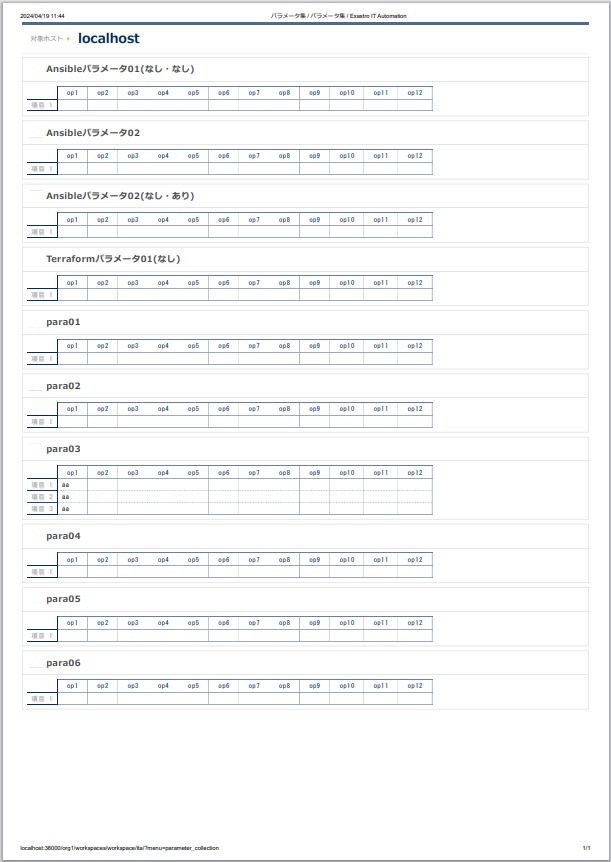 2024/04/19 11:44 パラメータ集 / パラメータ集 / Exastro IT Automation
対象ホスト localhost
Ansibleパラメータ01(なし・なし)
op1 op2 op3 op4 op5 op6 op7 op8 op9 op10 op11 op12
項目 1
Ansibleパラメータ02
op1 op2 op3 op4 op5 op6 op7 op8 op9 op10 op11 op12
項目 1
Ansibleパラメータ02(なし・あり)
op1 op2 op3 op4 op5 op6 op7 op8 op9 op10 op11 op12
項目 1
Terraformパラメータ01(なし)
op1 op2 op3 op4 op5 op6 op7 op8 op9 op10 op11 op12
項目 1
para01
op1 op2 op3 op4 op5 op6 op7 op8 op9 op10 op11 op12
項目 1
para02
op1 op2 op3 op4 op5 op6 op7 op8 op9 op10 op11 op12
項目 1
para03
op1 op2 op3 op4 op5 op6 op7 op8 op9 op10 op11 op12
項目 1 aa
項目 2 aa
項目 3 aa
para04
op1 op2 op3 op4 op5 op6 op7 op8 op9 op10 op11 op12
項目 1
para05
op1 op2 op3 op4 op5 op6 op7 op8 op9 op10 op11 op12
項目 1
para06
op1 op2 op3 op4 op5 op6 op7 op8 op9 op10 op11 op12
項目 1
localhost:38000/org1/workspaces/workspace/ita/?menu=parameter_collection 1/1